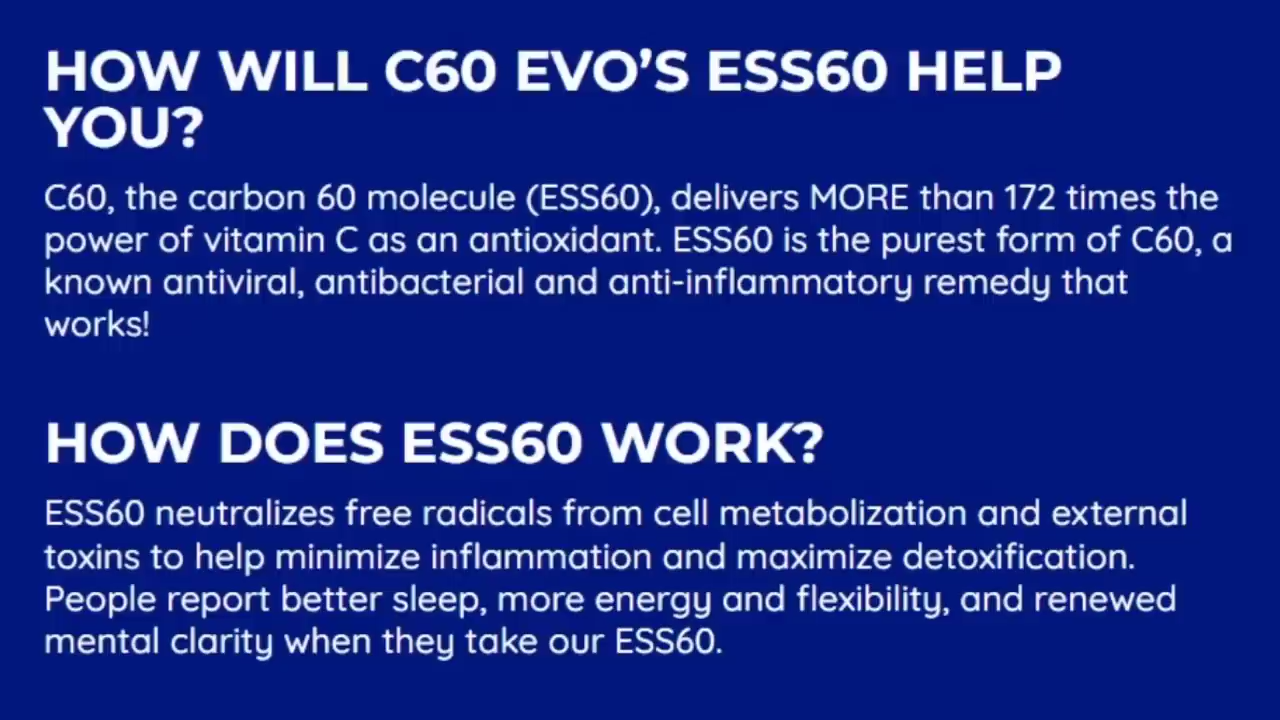 HOW WILL C60 EVO’S ESS60 HELP
YOU?
C60, the carbon 60 molecule (ESS60), delivers MORE than 172 times the
power of vitamin C as an antioxidant. ESS60 is the purest form of C60, a
known antiviral, antibacterial and anti-inflammatory remedy that
works!
HOW DOES ESS60 WORK?
ESS60 neutralizes free radicals from cell metabolization and external
toxins to help minimize inflammation and maximize detoxification.
People report better sleep, more energy and flexibility, and renewed
mental clarity when they take our ESS60.